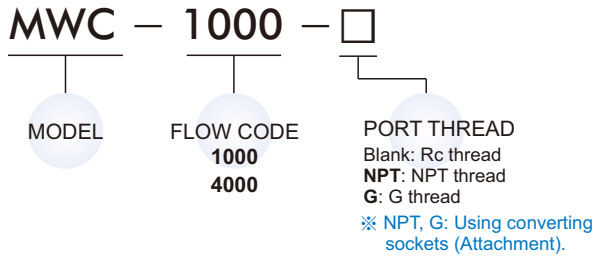 MWC – 1000 – □
MODEL
FLOW CODE
1000
4000
PORT THREAD
Blank: Rc thread
NPT: NPT thread
G: G thread
※ NPT, G: Using converting
sockets (Attachment).